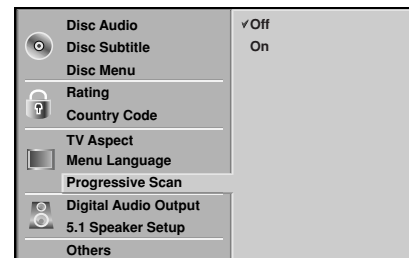 Disc Audio
Disc Subtitle
Disc Menu
Rating
Country Code
TV Aspect
Menu Language
Progressive Scan
Digital Audio Output
5.1 Speaker Setup
Others
✓Off
On